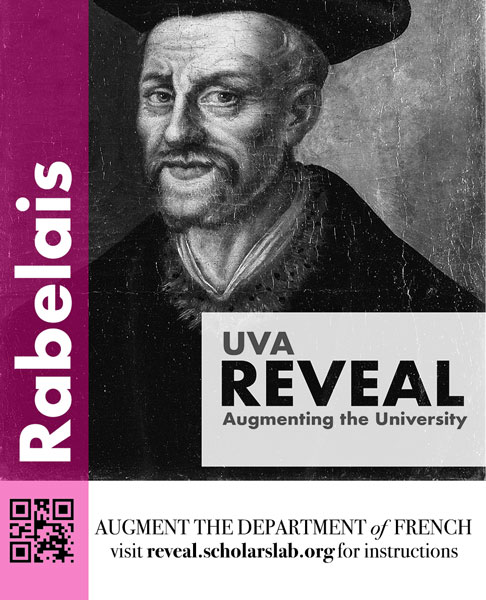 Rabelais
UVA
REVEAL
Augmenting the University
AUGMENT THE DEPARTMENT of FRENCH
visit reveal.scholarslab.org for instructions